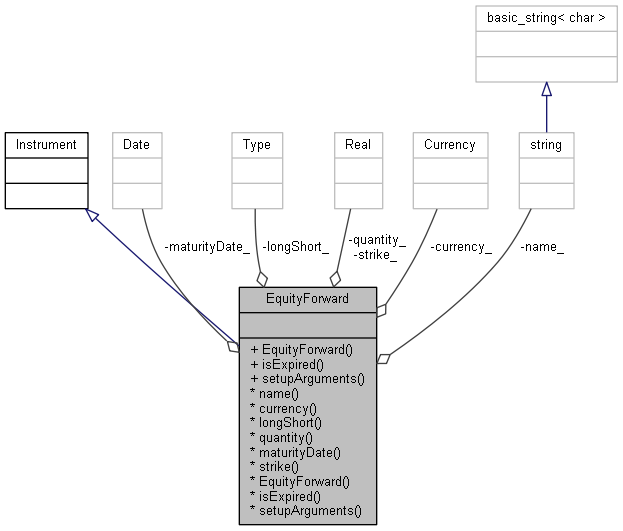 basic_string< char >
Instrument
Date
Type
Real
Currency
string
-maturityDate_
-longShort_
-quantity_
-strike_
-currency_
-name_
EquityForward
+ EquityForward()
+ isExpired()
+ setupArguments()
* name()
* currency()
* longShort()
* quantity()
* maturityDate()
* strike()
* EquityForward()
* isExpired()
* setupArguments()